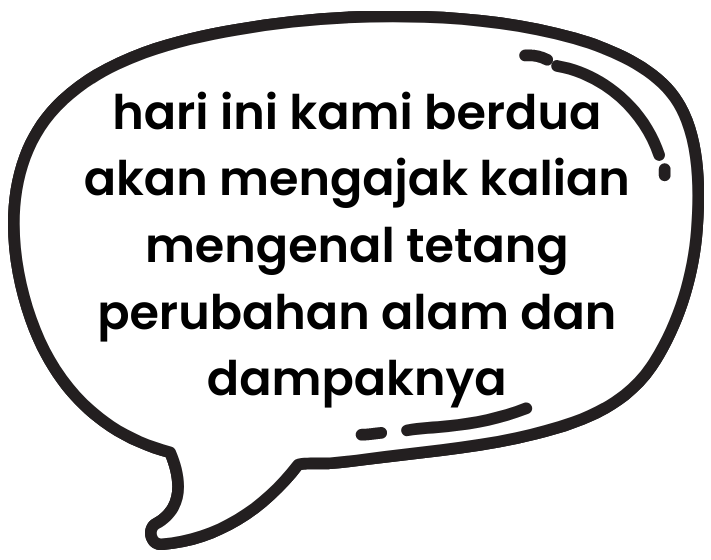 hari ini kami berdua
akan mengajak kalian
mengenal tetang
perubahan alam dan
dampaknya